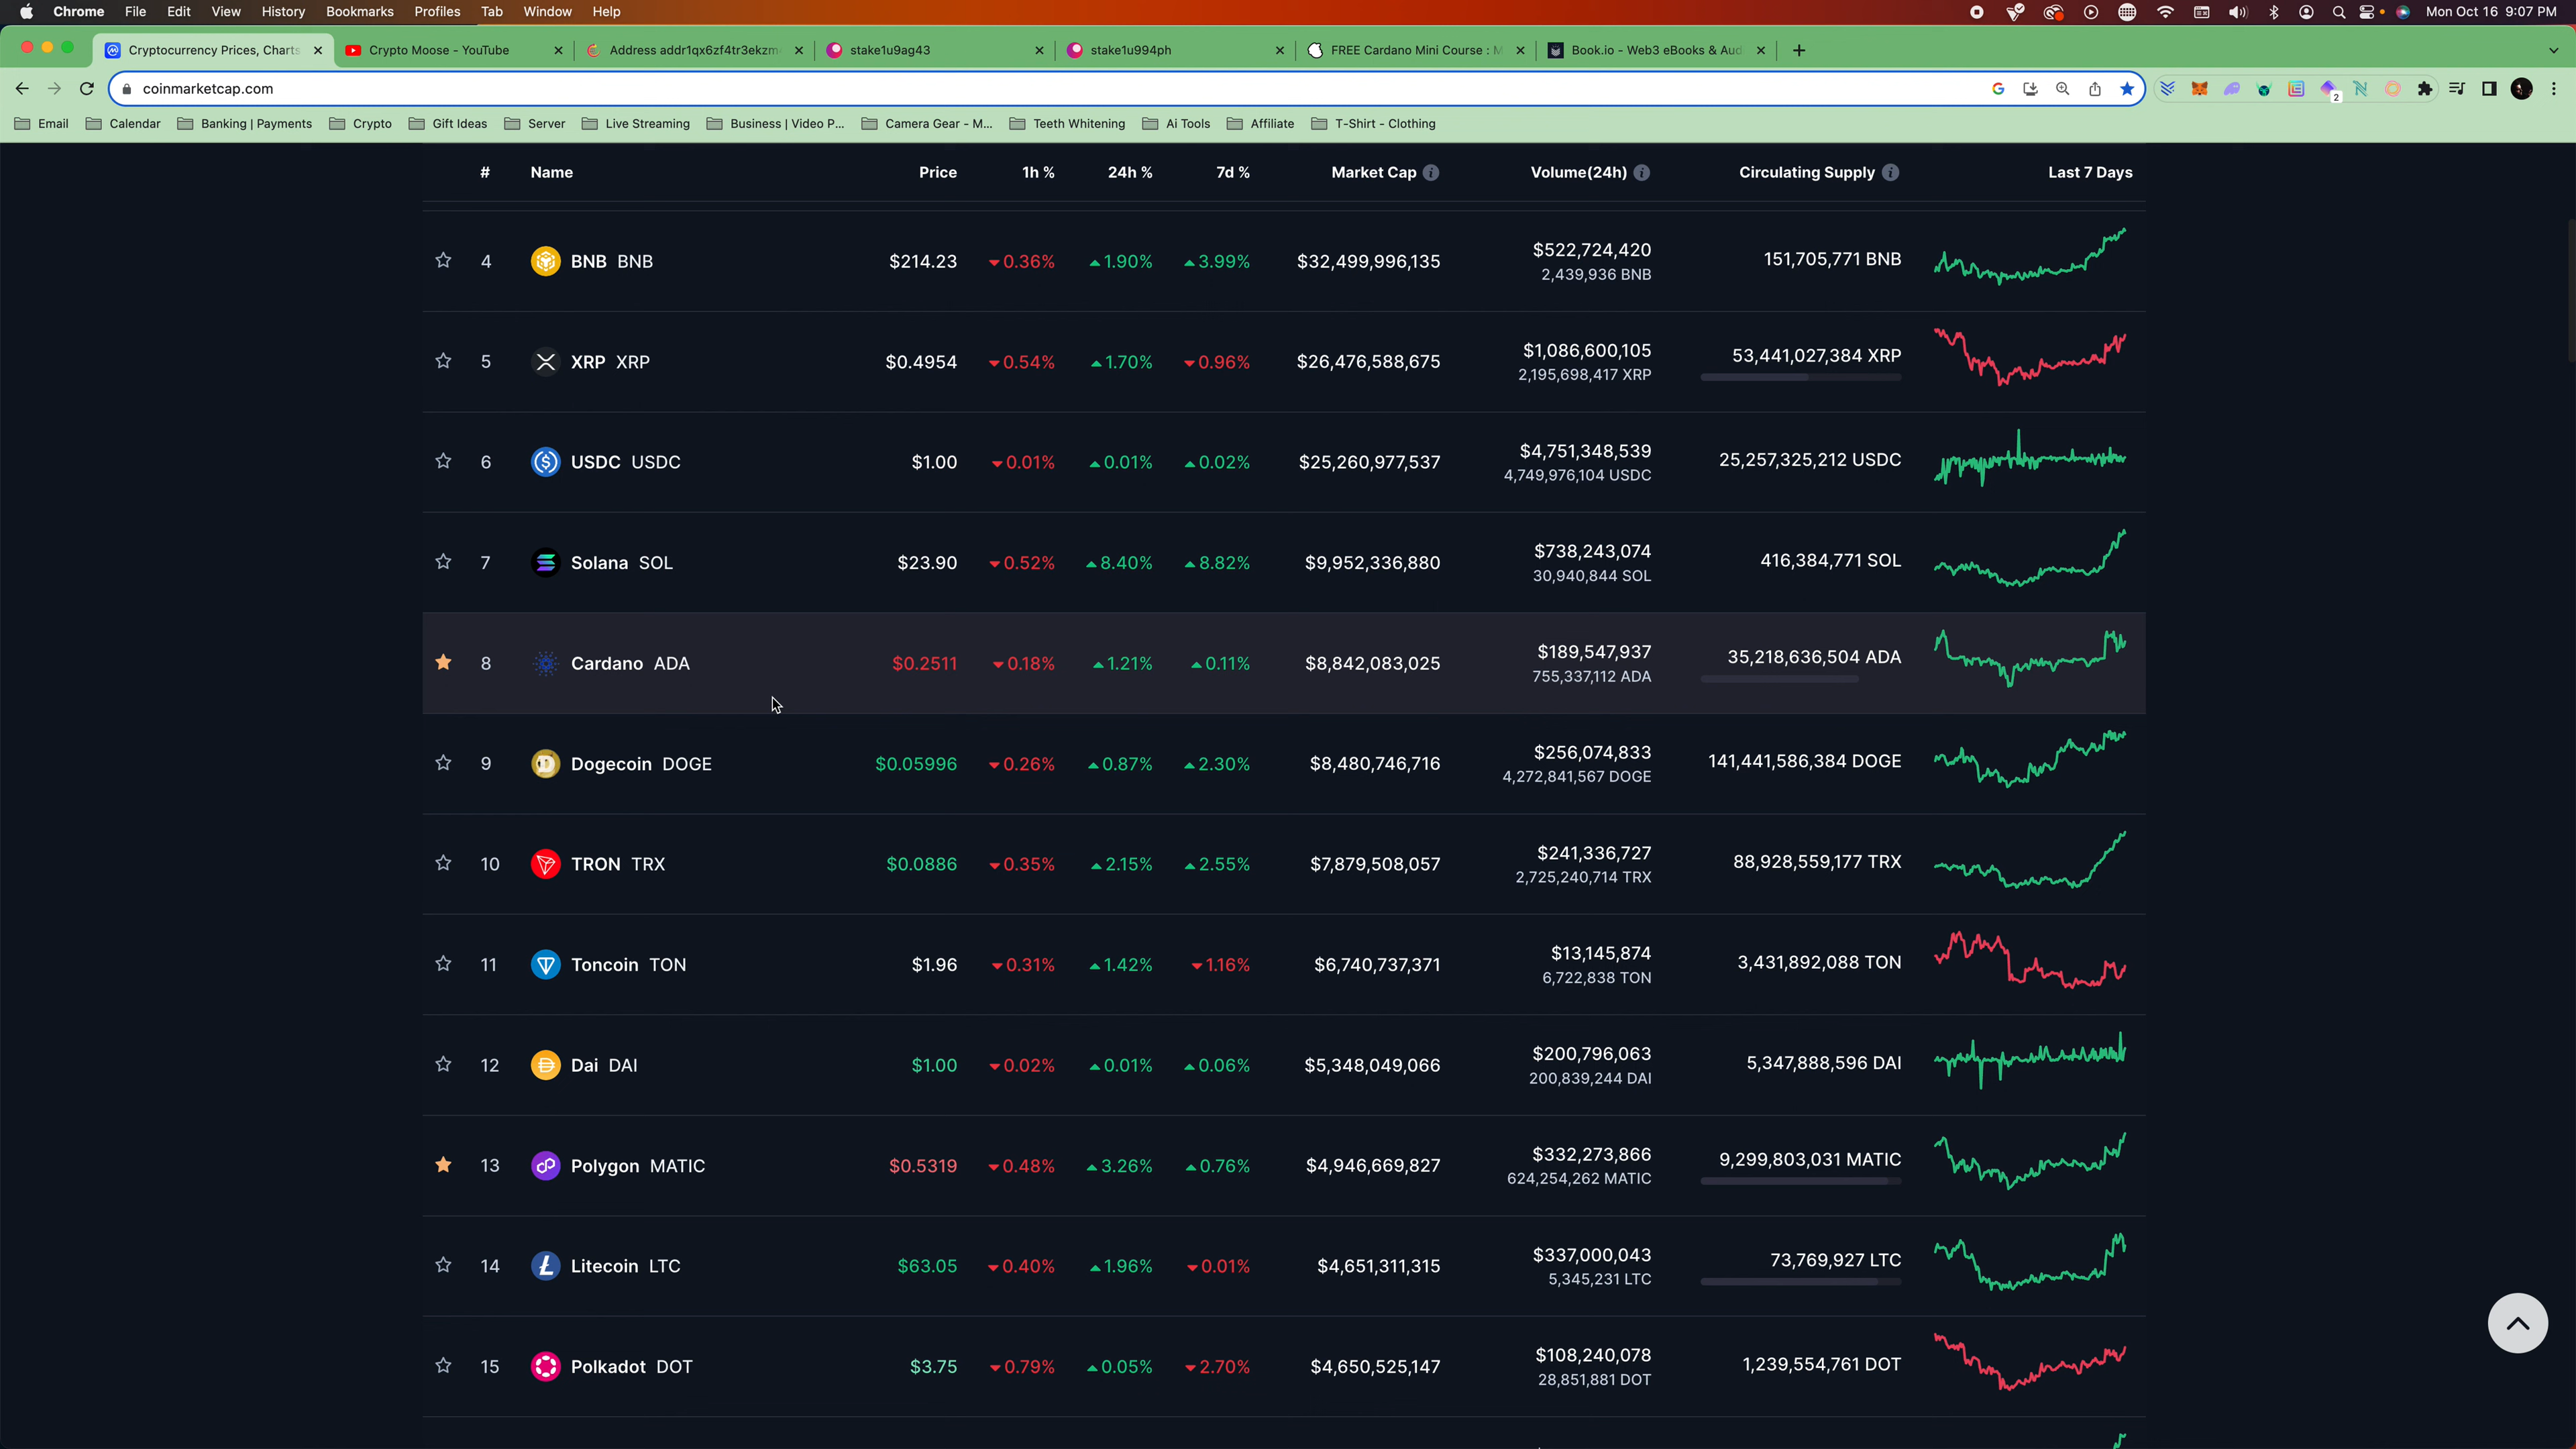 Chrome File Edit View History Bookmarks Profiles Tab Window Help Mon Oct 16 9:07 PM
Cryptocurrency Prices, Charts Crypto Moose - YouTube Address addr1qx6zf4tr3ekzm stake1u9ag43 stake1u994ph FREE Cardano Mini Course : M Book.io - Web3 eBooks & Aud
coinmarketcap.com 2
Email Calendar Banking | Payments Crypto Gift Ideas Server Live Streaming Business | Video P... Camera Gear - M... Teeth Whitening Ai Tools Affiliate T-Shirt - Clothing
# Name Price 1h % 24h % 7d % Market Cap Volume(24h) Circulating Supply Last 7 Days
4 BNB BNB $214.23 0.36% 1.90% 3.99% $32,499,996,135 $522,724,420 151,705,771 BNB
2,439,936 BNB
5 XRP XRP $0.4954 0.54% 1.70% 0.96% $26,476,588,675 $1,086,600,105 53,441,027,384 XRP
2,195,698,417 XRP
6 USDC USDC $1.00 0.01% 0.01% 0.02% $25,260,977,537 $4,751,348,539 25,257,325,212 USDC
4,749,976,104 USDC
7 Solana SOL $23.90 0.52% 8.40% 8.82% $9,952,336,880 $738,243,074 416,384,771 SOL
30,940,844 SOL
8 Cardano ADA $0.2511 0.18% 1.21% 0.11% $8,842,083,025 $189,547,937 35,218,636,504 ADA
755,337,112 ADA
9 Dogecoin DOGE $0.05996 0.26% 0.87% 2.30% $8,480,746,716 $256,074,833 141,441,586,384 DOGE
4,272,841,567 DOGE
10 TRON TRX $0.0886 0.35% 2.15% 2.55% $7,879,508,057 $241,336,727 88,928,559,177 TRX
2,725,240,714 TRX
11 Toncoin TON $1.96 0.31% 1.42% 1.16% $6,740,737,371 $13,145,874 3,431,892,088 TON
6,722,838 TON
12 Dai DAI $1.00 0.02% 0.01% 0.06% $5,348,049,066 $200,796,063 5,347,888,596 DAI
200,839,244 DAI
13 Polygon MATIC $0.5319 0.48% 3.26% 0.76% $4,946,669,827 $332,273,866 9,299,803,031 MATIC
624,254,262 MATIC
14 Litecoin LTC $63.05 0.40% 1.96% 0.01% $4,651,311,315 $337,000,043 73,769,927 LTC
5,345,231 LTC
15 Polkadot DOT $3.75 0.79% 0.05% 2.70% $4,650,525,147 $108,240,078 1,239,554,761 DOT
28,851,881 DOT